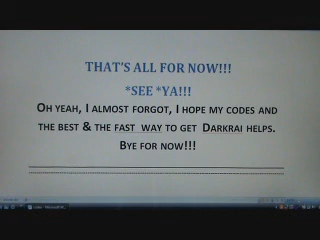 THAT'S ALL FOR NOW!!!
*SEE *YA!!!
OH YEAH, I ALMOST FORGOT, I HOPE MY CODES AND
THE BEST & THE FAST WAY TO GET DARKRAI HELPS.
BYE FOR NOW!!!